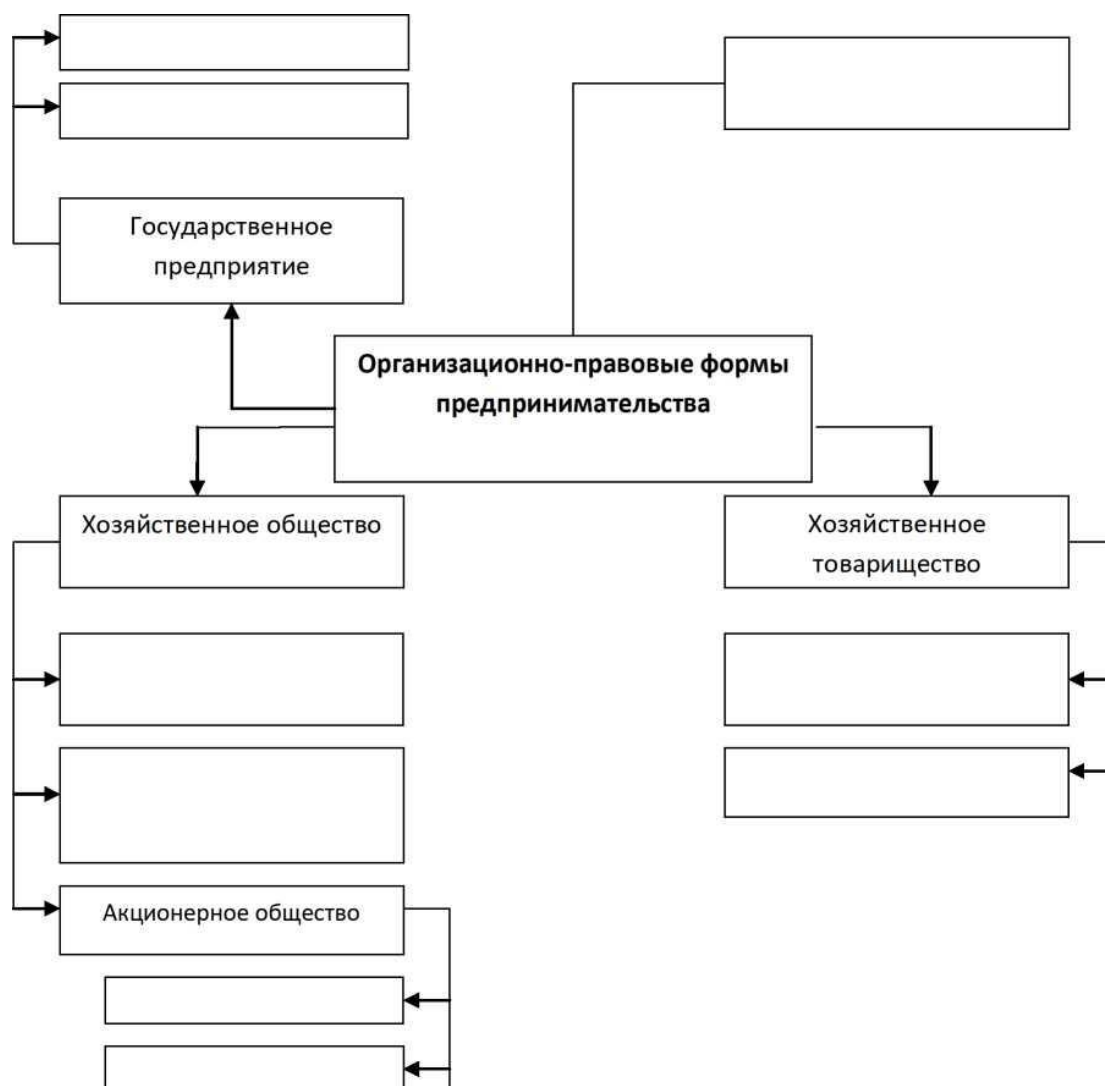 Государственное
предприятие
Организационно-правовые формы
предпринимательства
Хозяйственное общество
Хозяйственное
товарищество
Акционерное общество